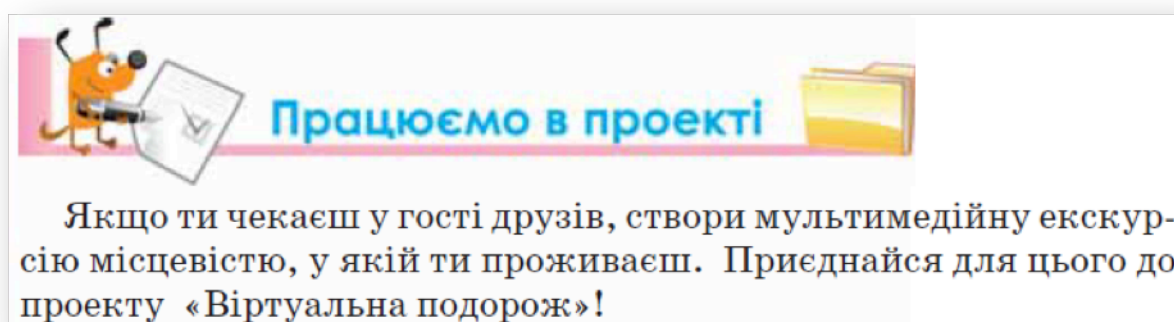 Працюємо в проекті
Якщо ти чекаєш у гості друзів, створи мультимедійну екскур-
сію місцевістю, у якій ти проживаєш. Приєднайся для цього до
проекту «Віртуальна подорож»!